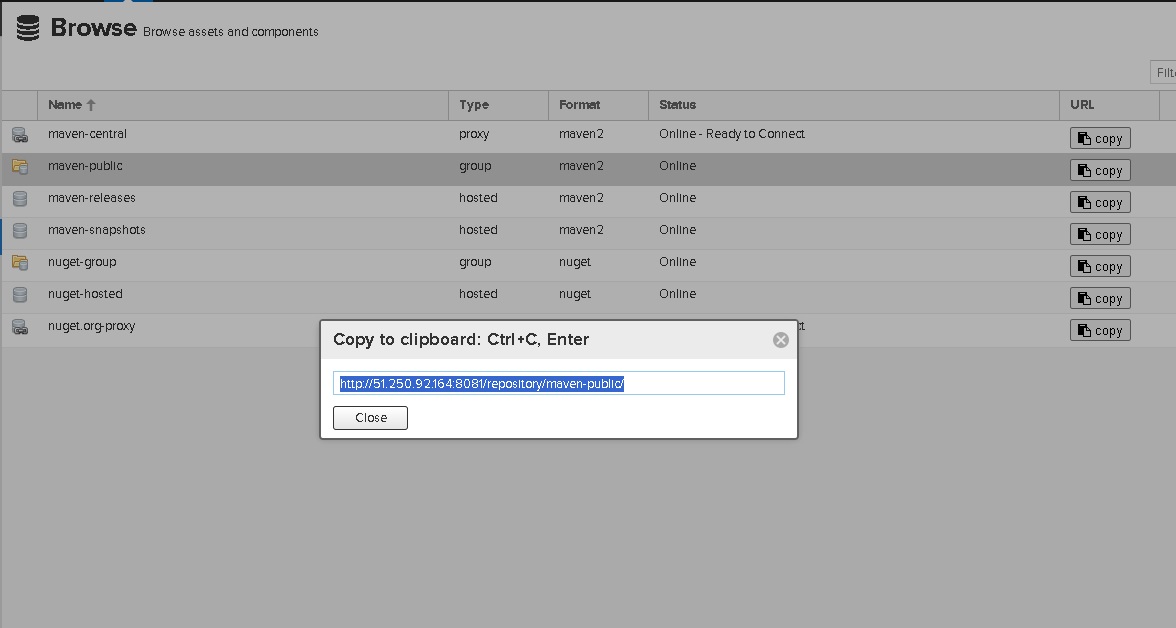 Browse Browse assets and components
Filt
Name Type Format Status URL
maven-central proxy maven2 Online - Ready to Connect copy
maven-public group maven2 Online copy
maven-releases hosted maven2 Online copy
maven-snapshots hosted maven2 Online copy
nuget-group group nuget Online copy
nuget-hosted hosted nuget Online copy
nuget.org-proxy ct copy
Copy to clipboard: Ctrl+C, Enter
http://51.250.92.164:8081/repository/maven-public/
Close